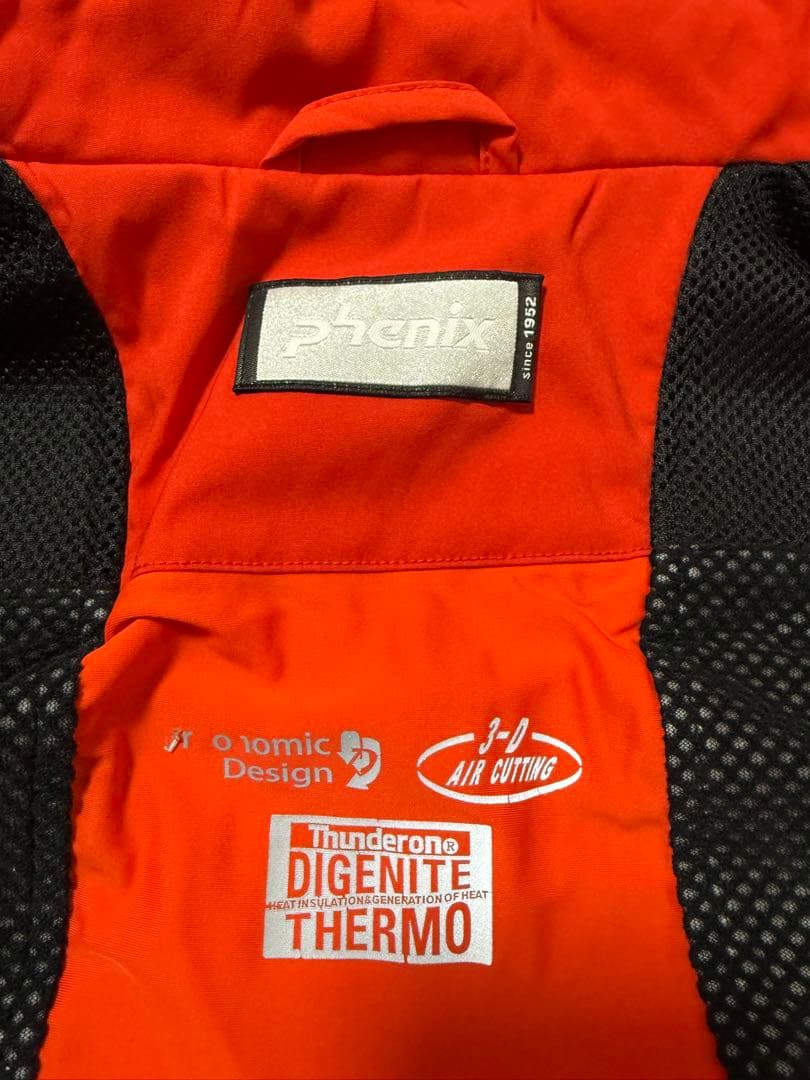 phenix
since 1952
Design
3-D
AIR CUTTING
Thunderon®
DIGENITE
HEAT INSULATION&GENERATION OF HEAT
THERMO